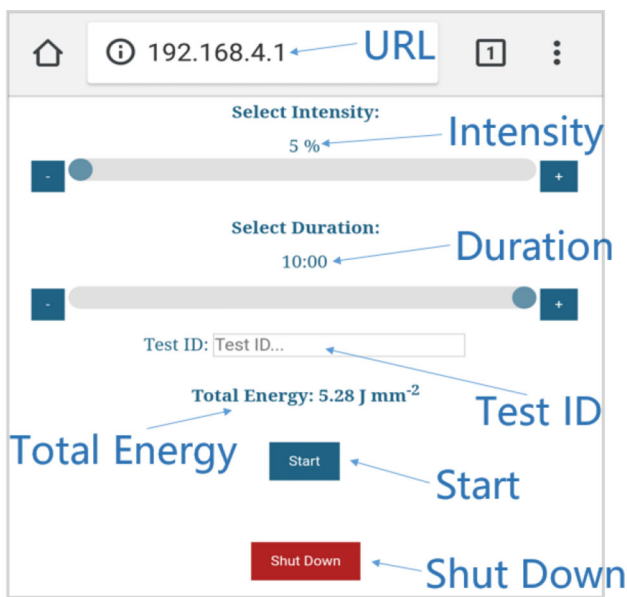 192.168.4.1 URL
1
Select Intensity:
5 % Intensity
- +
Select Duration:
10:00 Duration
- +
Test ID: Test ID...
Total Energy: 5.28 J mm-2
Test ID
Total Energy
Start
Start
Shut Down
Shut Down